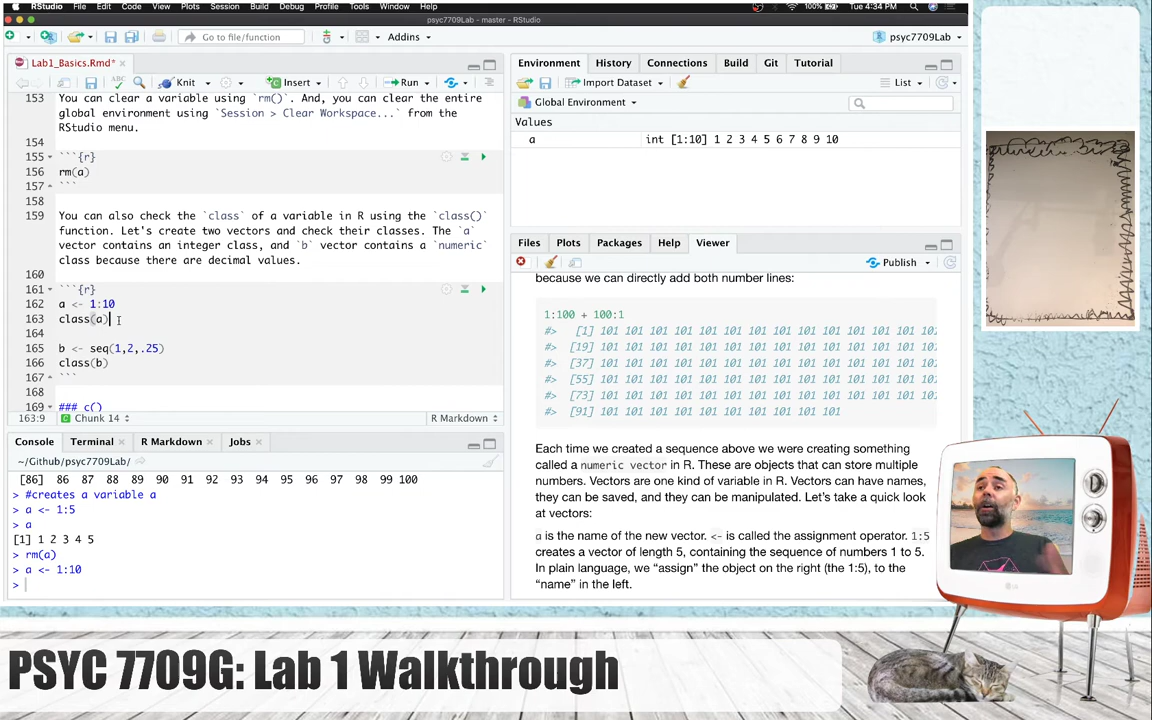 RStudio File Edit Code View Plots Session Build Debug Profile Tools Window Help
100% Tue 4:34 PM
psyc7709Lab - master - RStudio
Go to file/function
Addins
psyc7709Lab
Lab1_Basics.Rmd*
ABC
Knit
Insert
Run
153 You can clear a variable using `rm()`. And, you can clear the entire
global environment using `Session > Clear Workspace...` from the
RStudio menu.
154
155 ```{r}
156 rm(a)
157 ```
158
159 You can also check the `class` of a variable in R using the `class()`
function. Let's create two vectors and check their classes. The `a`
vector contains an integer class, and `b` vector contains a `numeric`
class because there are decimal values.
160
161 ```{r}
162 a <- 1:10
163 class(a)
164
165 b <- seq(1,2,.25)
166 class(b)
167 ```
168
169 ### c()
163:9 Chunk 14 R Markdown
Console Terminal R Markdown Jobs
~/Github/psyc7709Lab/
[86] 86 87 88 89 90 91 92 93 94 95 96 97 98 99 100
> #creates a variable a
> a <- 1:5
> a
[1] 1 2 3 4 5
> rm(a)
> a <- 1:10
>
Environment History Connections Build Git Tutorial
Import Dataset
List
Global Environment
Values
a int [1:10] 1 2 3 4 5 6 7 8 9 10
Files Plots Packages Help Viewer
Publish
because we can directly add both number lines:
1:100 + 100:1
#> [1] 101 101 101 101 101 101 101 101 101 101 101 101 101 10
#> [19] 101 101 101 101 101 101 101 101 101 101 101 101 101 10
#> [37] 101 101 101 101 101 101 101 101 101 101 101 101 101 10
#> [55] 101 101 101 101 101 101 101 101 101 101 101 101 101 10
#> [73] 101 101 101 101 101 101 101 101 101 101 101 101 101 10
#> [91] 101 101 101 101 101 101 101 101 101 101
Each time we created a sequence above we were creating something
called a numeric vector in R. These are objects that can store multiple
numbers. Vectors are one kind of variable in R. Vectors can have names,
they can be saved, and they can be manipulated. Let's take a quick look
at vectors:
a is the name of the new vector. <- is called the assignment operator. 1:5
creates a vector of length 5, containing the sequence of numbers 1 to 5.
In plain language, we “assign” the object on the right (the 1:5), to the
“name” in the left.
LG
PSYC 7709G: Lab 1 Walkthrough